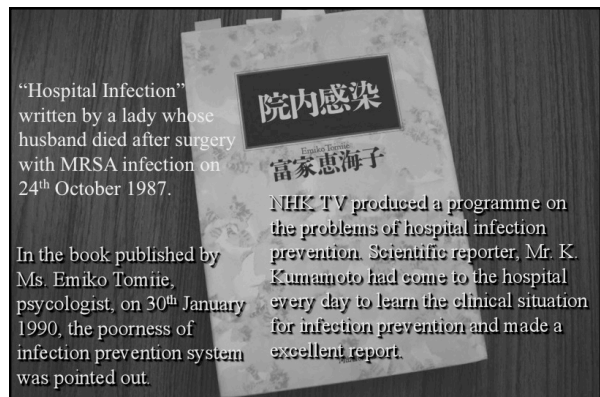 院内感染
Emiko Tomiie
富家恵海子
“Hospital Infection”
written by a lady whose
husband died after surgery
with MRSA infection on
24th October 1987.
In the book published by
Ms. Emiko Tomiie,
psycologist, on 30th January
1990, the poorness of
infection prevention system
was pointed out.
NHK TV produced a programme on
the problems of hospital infection
prevention. Scientific reporter, Mr. K.
Kumamoto had come to the hospital
every day to learn the clinical situation
for infection prevention and made a
excellent report.